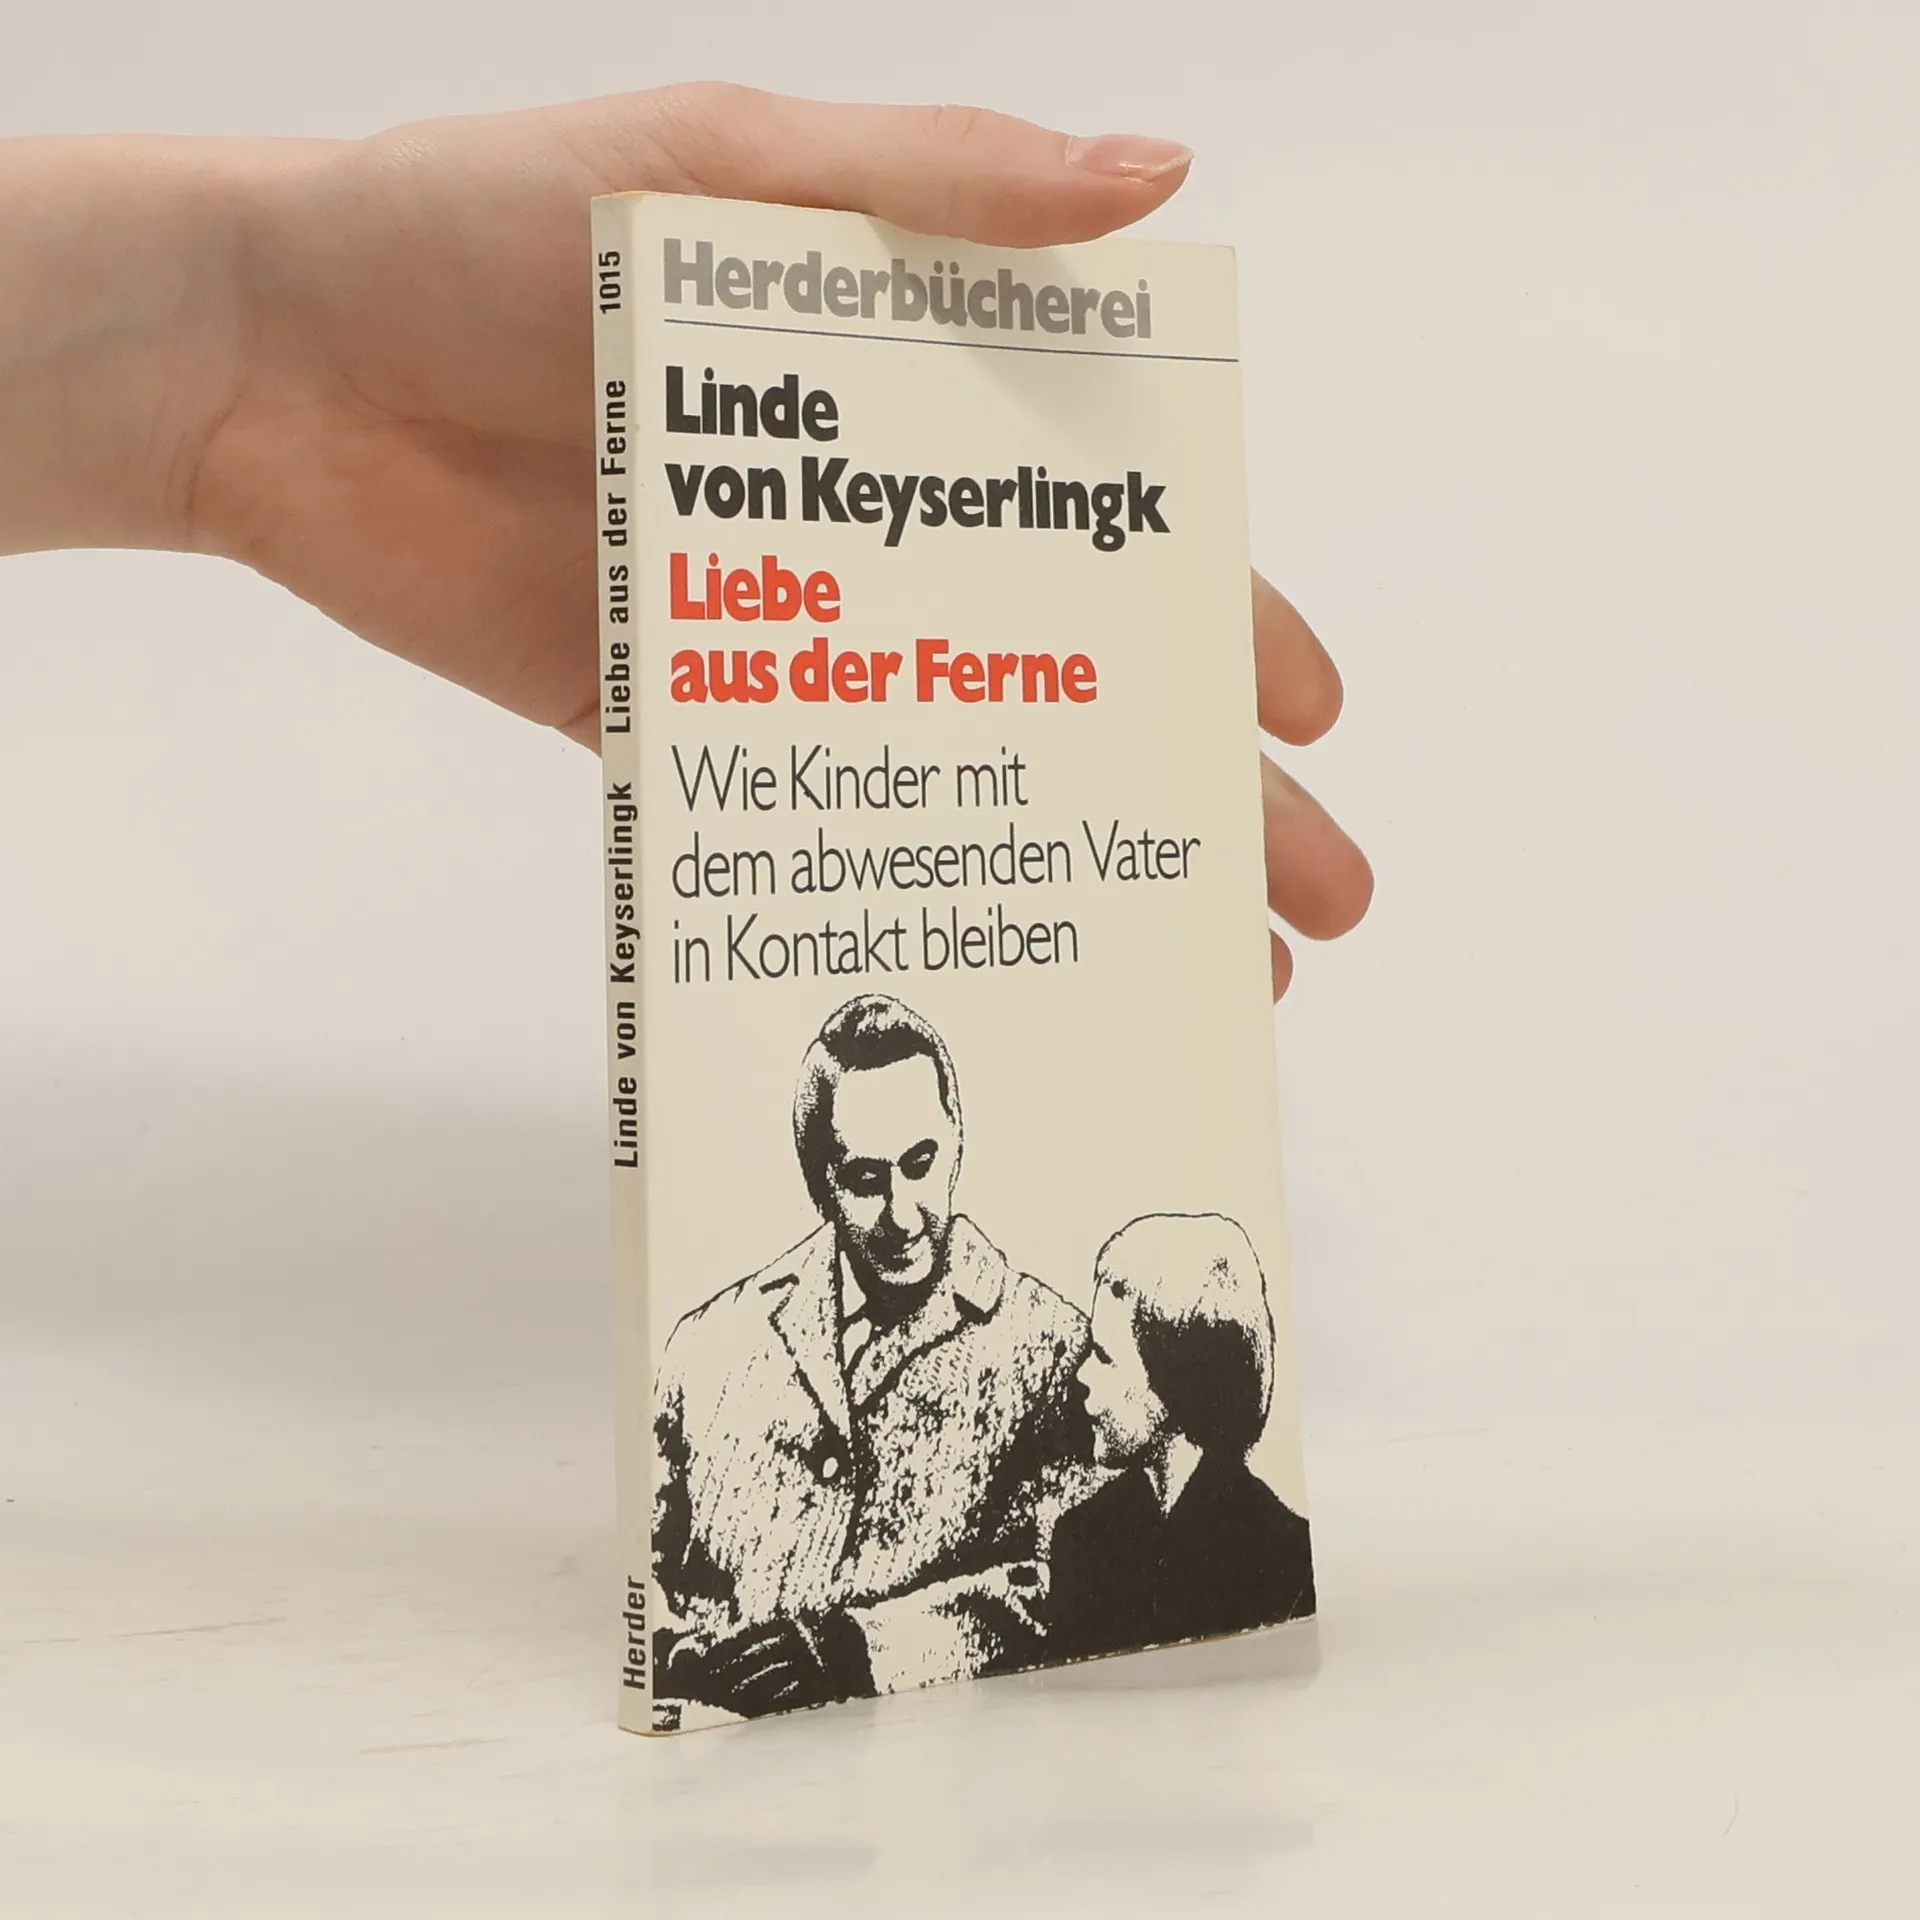 Herderbücherei
Linde
von Keyserlingk
Liebe
aus der Ferne
Wie Kinder mit
dem abwesenden Vater
in Kontakt bleiben
Linde von Keyserlingk Liebe aus der Ferne 1015
Herder